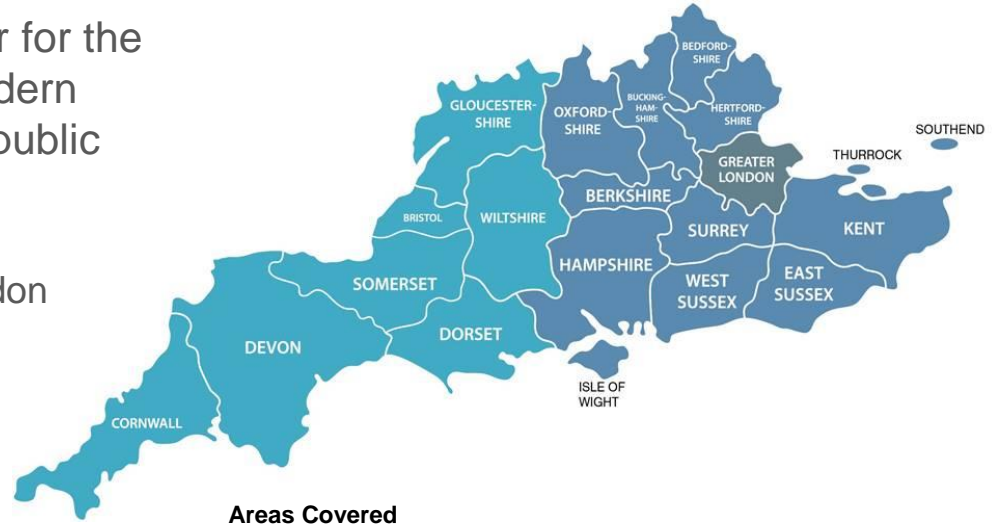 r for the
dern
public
don
BEDFORD-
SHIRE
GLOUCESTER-
SHIRE
OXFORD-
SHIRE
BUCKING-
HAM-
SHIRE
HERTFORD-
SHIRE
SOUTHEND
THURROCK
GREATER
LONDON
BERKSHIRE
BRISTOL
WILTSHIRE
SURREY
KENT
HAMPSHIRE
SOMERSET
WEST
SUSSEX
EAST
SUSSEX
DORSET
DEVON
ISLE OF
WIGHT
CORNWALL
Areas Covered